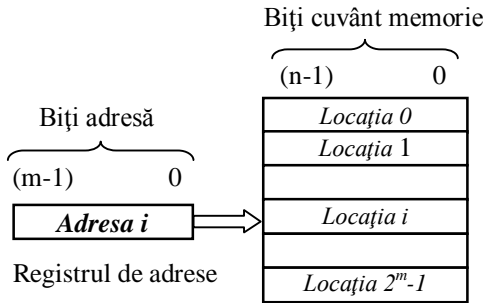 Biţi cuvânt memorie
(n-1) 0
Locaţia 0
Locaţia 1
Biţi adresă
(m-1) 0
Adresa i
Locaţia i
Registrul de adrese
Locaţia 2^m-1